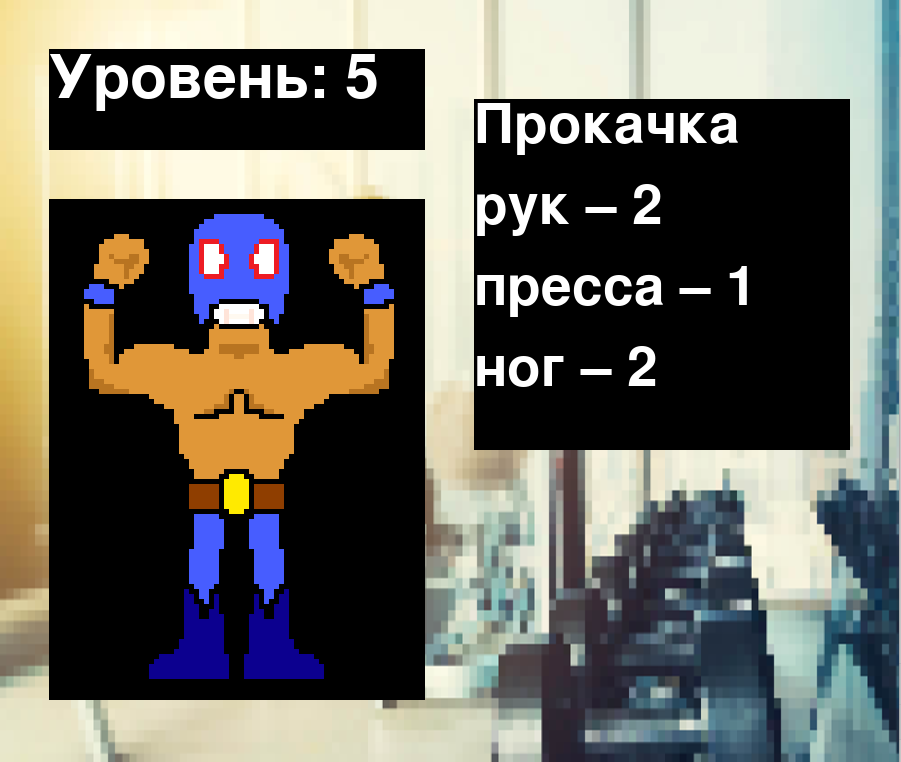 Уровень: 5
Прокачка
рук – 2
пресса – 1
ног – 2